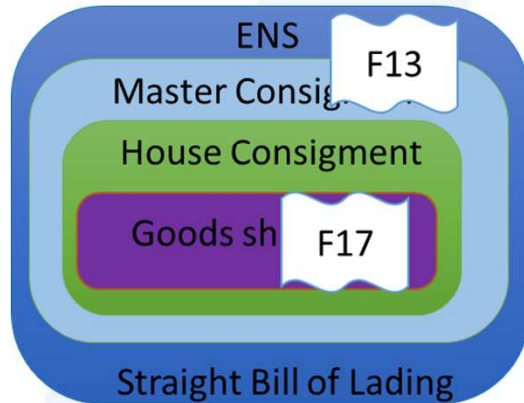 ENS
F13
Master Consig
House Consigment
Goods sh
F17
Straight Bill of Lading